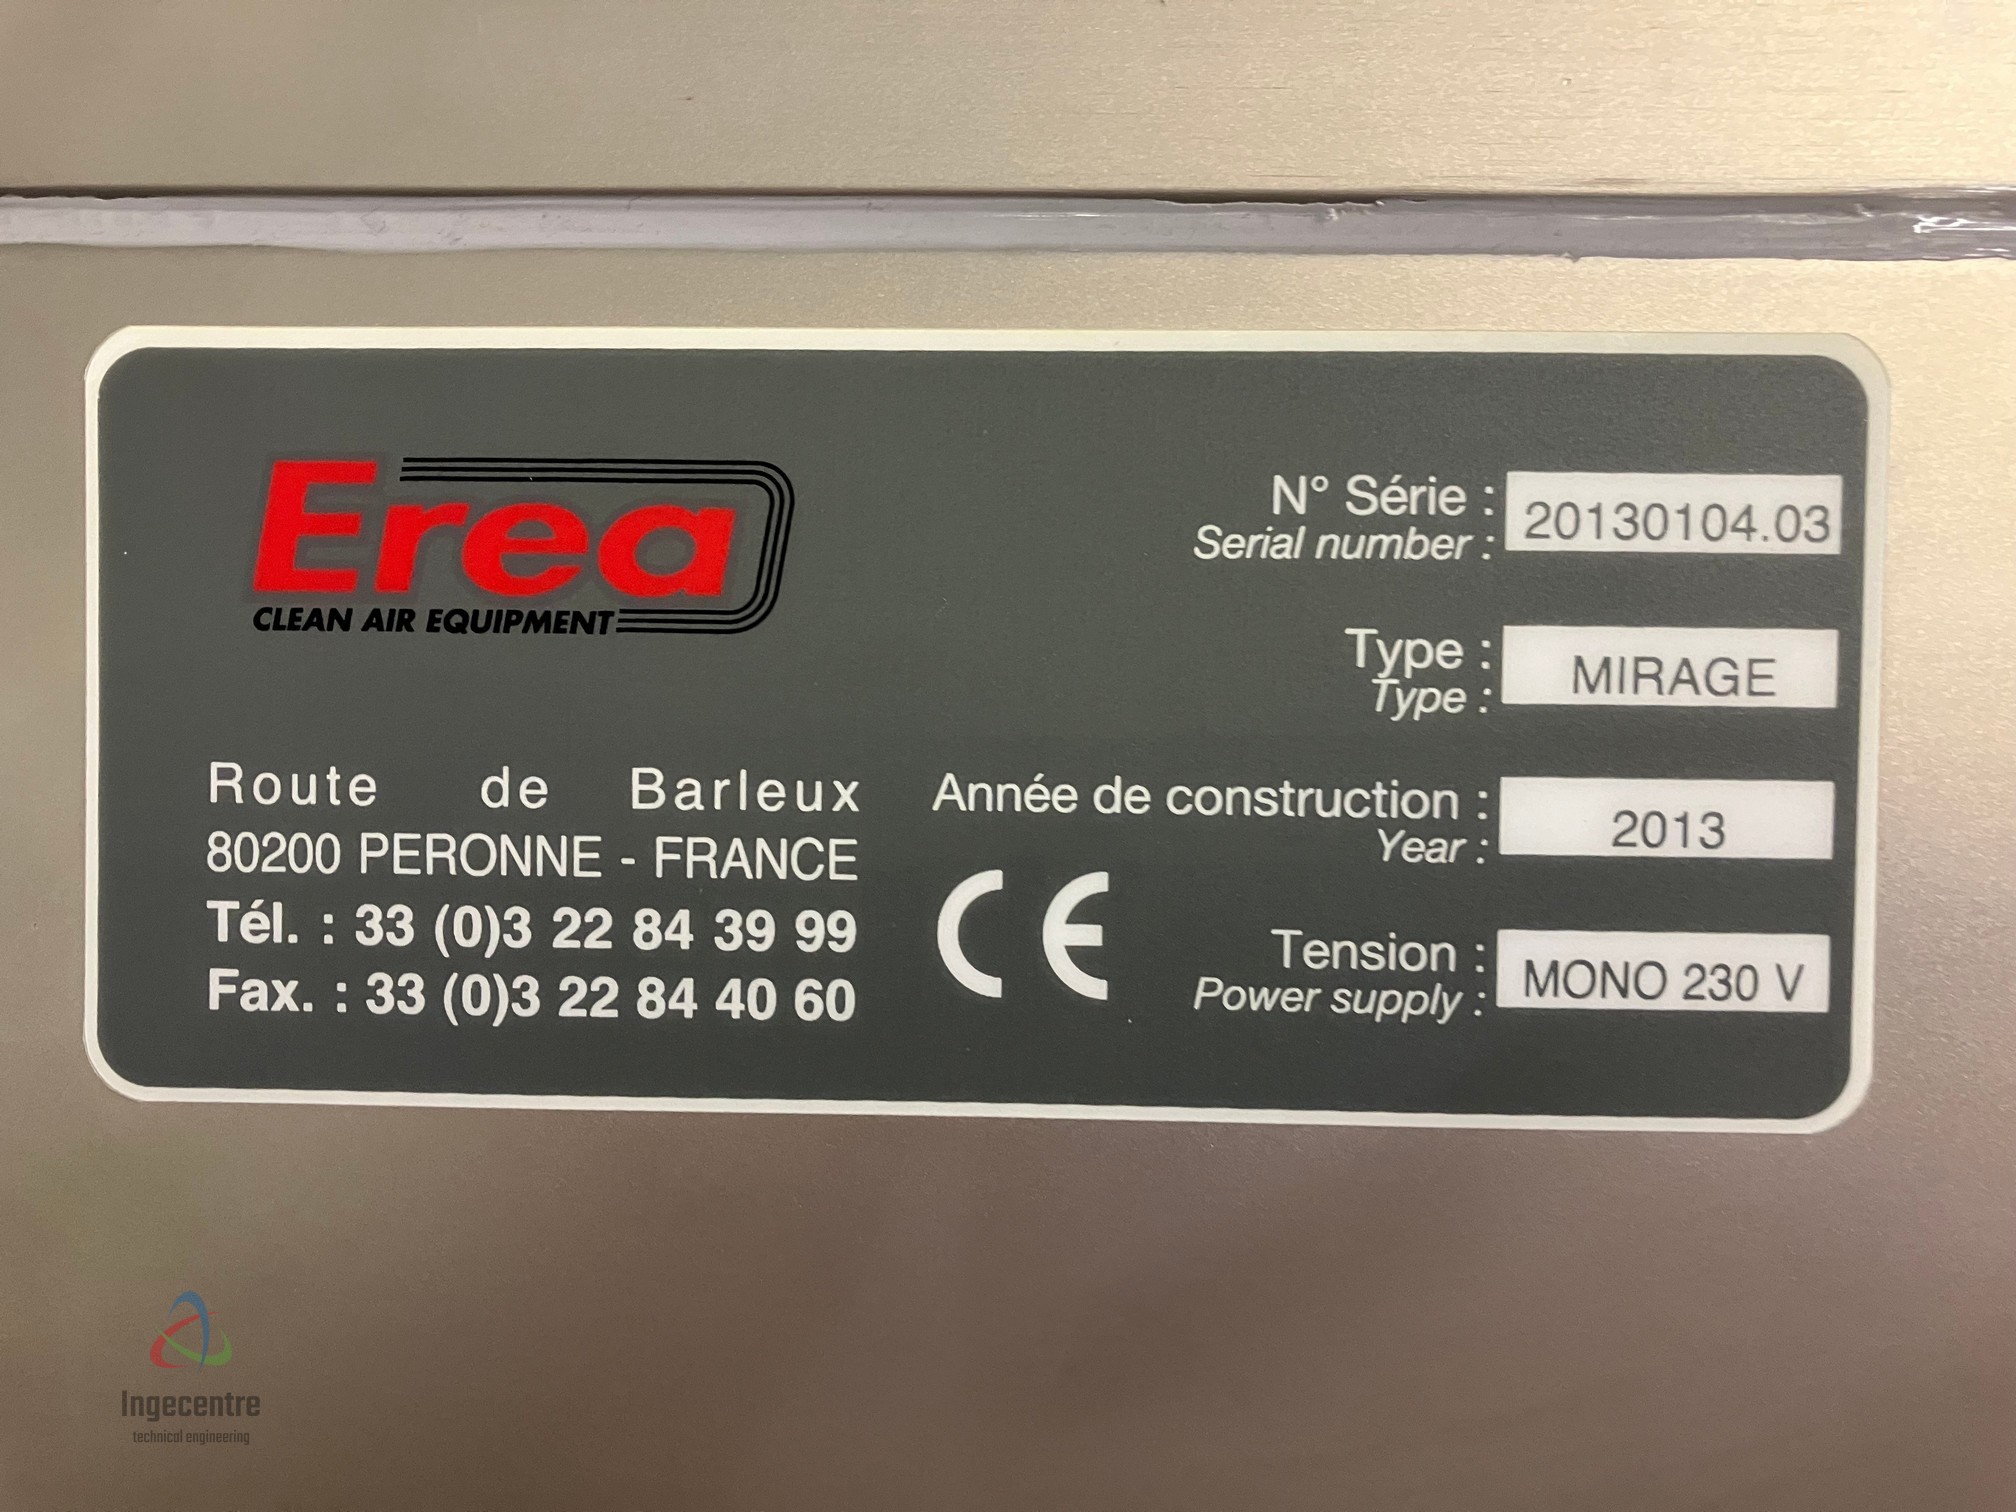 Erea
CLEAN AIR EQUIPMENT
Route de Barleux
80200 PERONNE - FRANCE
Tél. : 33 (0)3 22 84 39 99
Fax. : 33 (0)3 22 84 40 60
CE
N° Série : 20130104.03
Serial number :
Type : MIRAGE
Type :
Année de construction : 2013
Year :
Tension : MONO 230 V
Power supply :
Ingecentre
technical engineering